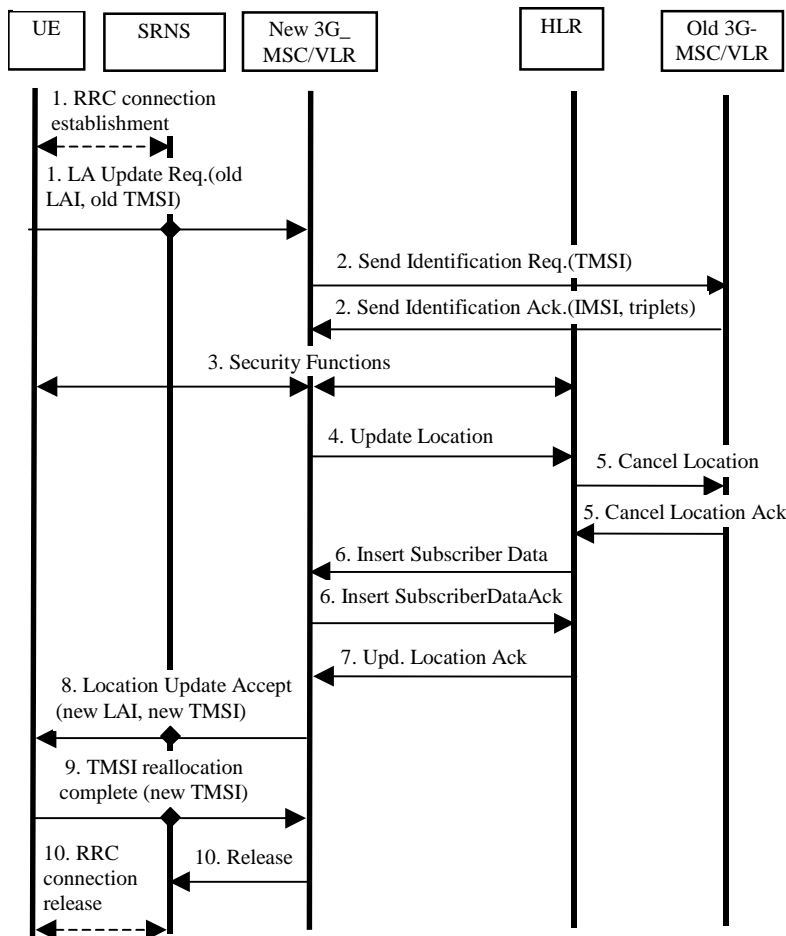 UE
SRNS
New 3G_
MSC/VLR
HLR
Old 3G-
MSC/VLR
1. RRC connection
establishment
1. LA Update Req.(old
LAI, old TMSI)
2. Send Identification Req.(TMSI)
2. Send Identification Ack.(IMSI, triplets)
3. Security Functions
4. Update Location
5. Cancel Location
5. Cancel Location Ack
6. Insert Subscriber Data
6. Insert SubscriberDataAck
7. Upd. Location Ack
8. Location Update Accept
(new LAI, new TMSI)
9. TMSI reallocation
complete (new TMSI)
10. RRC
connection
release
10. Release